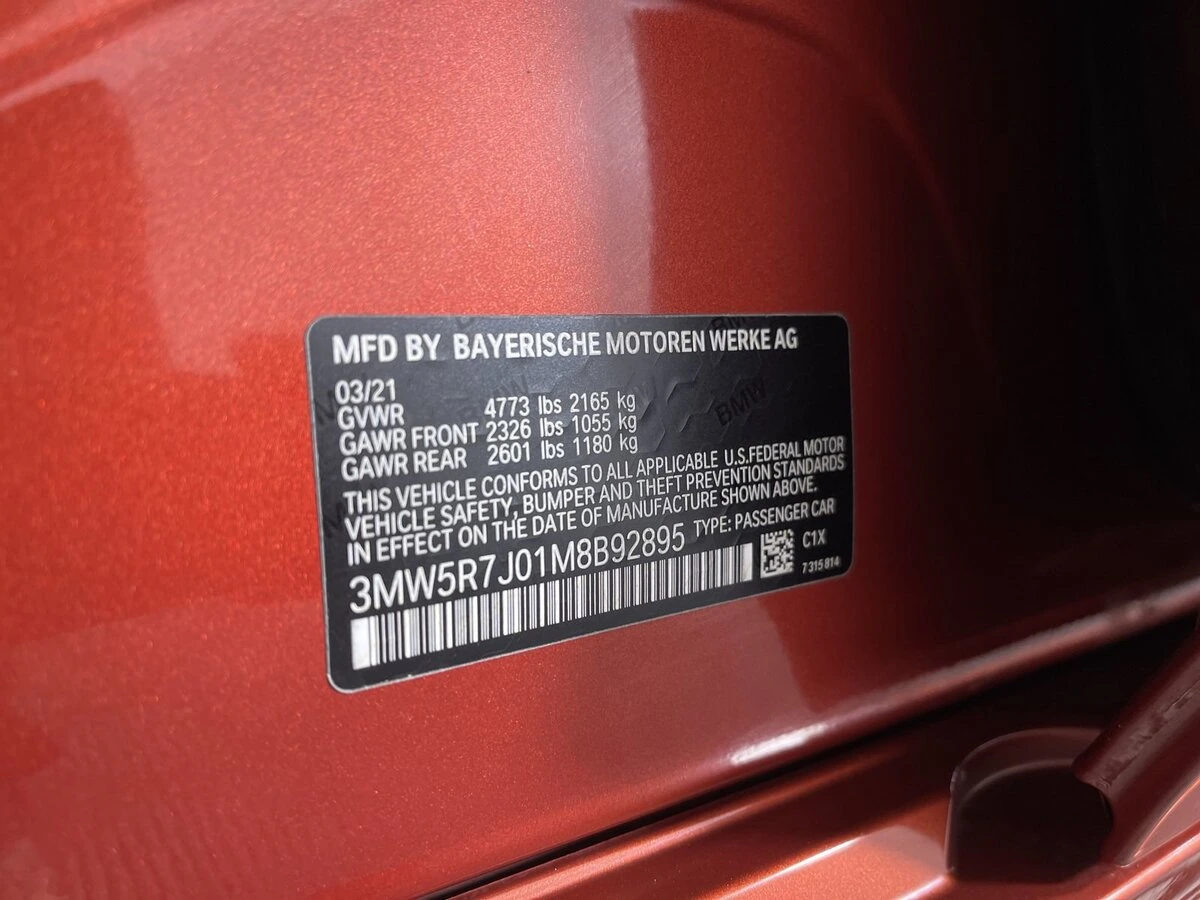 MFD BY BAYERISCHE MOTOREN WERKE AG
03/21
GVWR 4773 lbs 2165 kg
GAWR FRONT 2326 lbs 1055 kg
GAWR REAR 2601 lbs 1180 kg
THIS VEHICLE CONFORMS TO ALL APPLICABLE U.S.FEDERAL MOTOR
VEHICLE SAFETY, BUMPER AND THEFT PREVENTION STANDARDS
IN EFFECT ON THE DATE OF MANUFACTURE SHOWN ABOVE.
3MW5R7J01M8B92895 TYPE: PASSENGER CAR
C1X
7 315 814
BMW
BMW
BMW